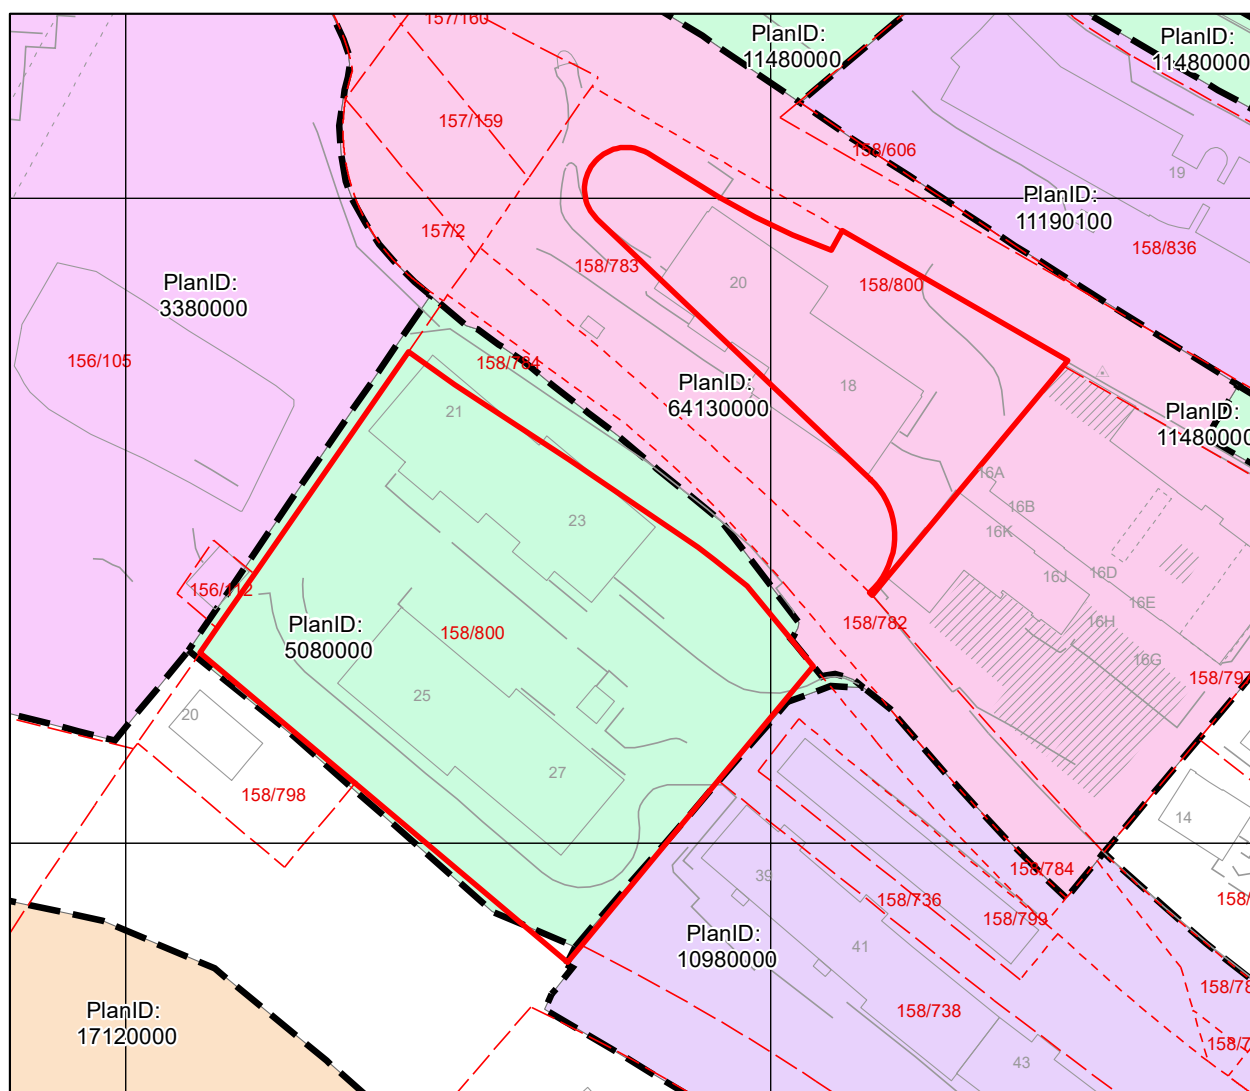 157/160
PlanID:
11480000
PlanID:
11480000
157/159
158/606
19
PlanID:
11190100
157/2
158/836
158/783
20
158/800
PlanID:
3380000
156/105
158/784
PlanID:
64130000
18
21
PlanID:
11480000
16A
16B
23
16K
16J
16D
156/112
16E
PlanID:
5080000
158/800
158/782
16H
16G
158/797
25
20
27
158/798
14
39
158/784
158/736
158/799
PlanID:
10980000
41
PlanID:
17120000
158/738
43